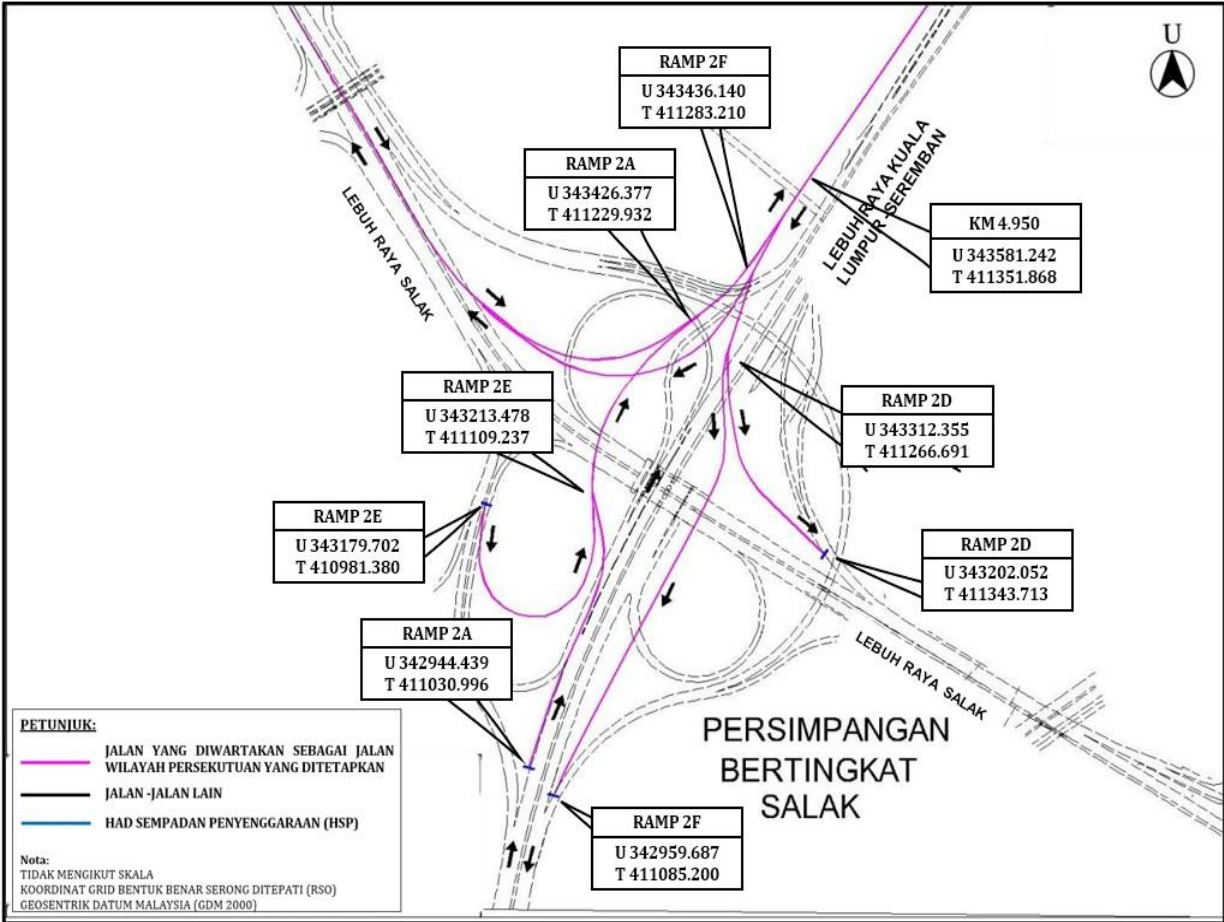 U
RAMP 2F
U 343436.140
T 411283.210
RAMP 2A
U 343426.377
T 411229.932
LEBUH RAYA KUALA
LUMPUR-SEREMBAN
LEBUH RAYA SALAK
KM 4.950
U 343581.242
T 411351.868
RAMP 2E
U 343213.478
T 411109.237
RAMP 2D
U 343312.355
T 411266.691
RAMP 2E
U 343179.702
T 410981.380
RAMP 2D
U 343202.052
T 411343.713
RAMP 2A
U 342944.439
T 411030.996
LEBUH RAYA SALAK
PERSIMPANGAN
BERTINGKAT
SALAK
RAMP 2F
U 342959.687
T 411085.200
PETUNJUK:
JALAN YANG DIWARTAKAN SEBAGAI JALAN
WILAYAH PERSEKUTUAN YANG DITETAPKAN
JALAN -JALAN LAIN
HAD SEMPADAN PENYENGGARAAN (HSP)
Nota:
TIDAK MENGIKUT SKALA
KOORDINAT GRID BENTUK BENAR SERONG DITEPATI (RSO)
GEOSENTRIK DATUM MALAYSIA (GDM 2000)